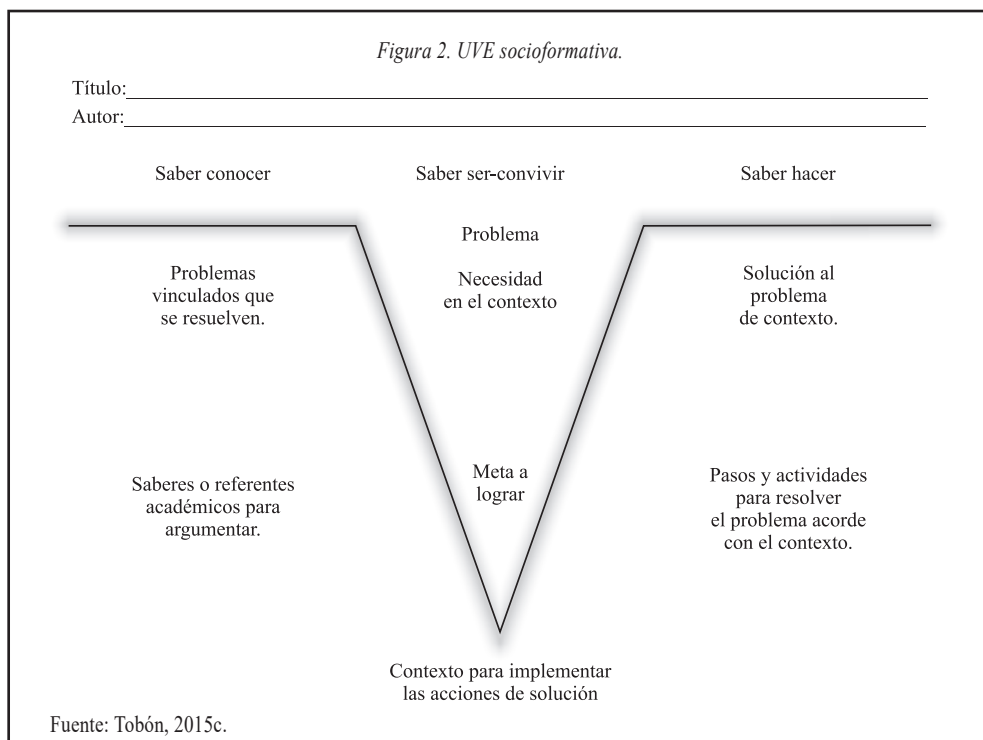 Figura 2. UVE socioformativa.
Título:
Autor:
Saber conocer
Saber ser-convivir
Saber hacer
Problemas
vinculados que
se resuelven.
Problema
Necesidad
en el contexto
Solución al
problema
de contexto.
Saberes o referentes
académicos para
argumentar.
Meta a
lograr
Pasos y actividades
para resolver
el problema acorde
con el contexto.
Contexto para implementar
las acciones de solución
Fuente: Tobón, 2015c.